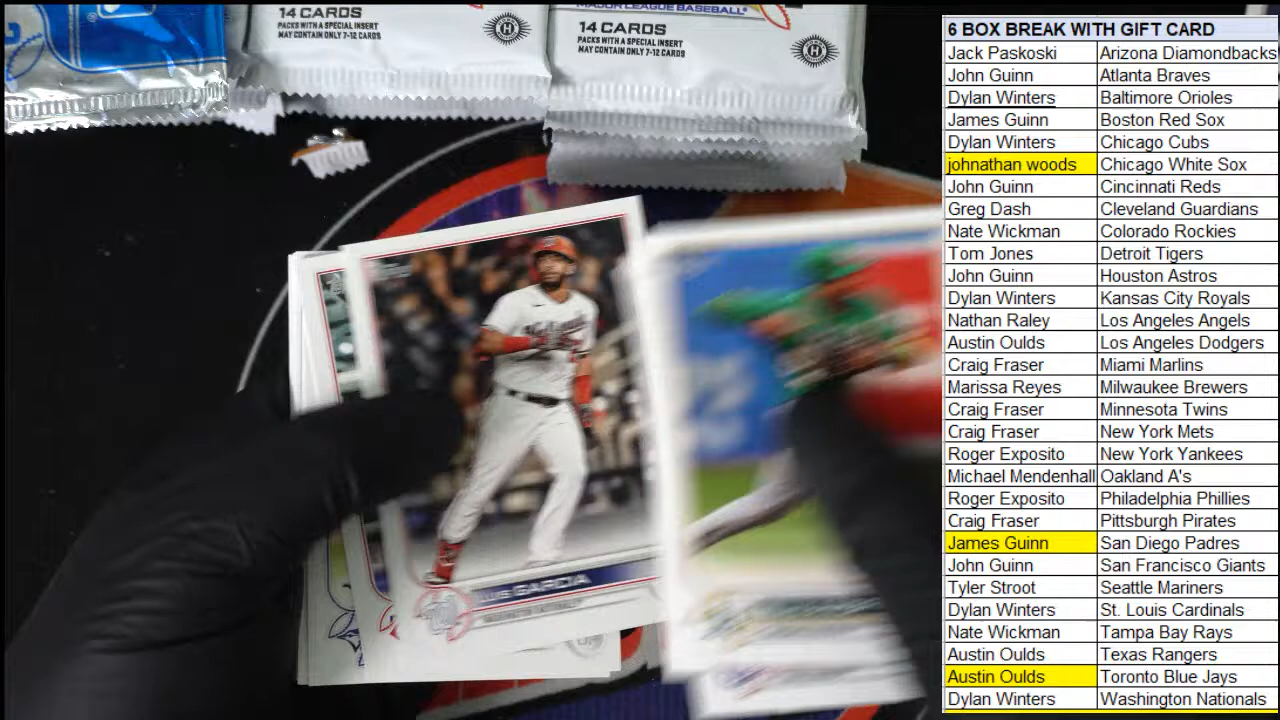 14 CARDS
PACKS WITH A SPECIAL INSERT
MAY CONTAIN ONLY 7-12 CARDS
MAJOR LEAGUE BASEBALL
14 CARDS
PACKS WITH A SPECIAL INSERT
MAY CONTAIN ONLY 7-12 CARDS
GARCIA
6 BOX BREAK WITH GIFT CARD
Jack Paskoski Arizona Diamondbacks
John Guinn Atlanta Braves
Dylan Winters Baltimore Orioles
James Guinn Boston Red Sox
Dylan Winters Chicago Cubs
johnathan woods Chicago White Sox
John Guinn Cincinnati Reds
Greg Dash Cleveland Guardians
Nate Wickman Colorado Rockies
Tom Jones Detroit Tigers
John Guinn Houston Astros
Dylan Winters Kansas City Royals
Nathan Raley Los Angeles Angels
Austin Oulds Los Angeles Dodgers
Craig Fraser Miami Marlins
Marissa Reyes Milwaukee Brewers
Craig Fraser Minnesota Twins
Craig Fraser New York Mets
Roger Exposito New York Yankees
Michael Mendenhall Oakland A's
Roger Exposito Philadelphia Phillies
Craig Fraser Pittsburgh Pirates
James Guinn San Diego Padres
John Guinn San Francisco Giants
Tyler Stroot Seattle Mariners
Dylan Winters St. Louis Cardinals
Nate Wickman Tampa Bay Rays
Austin Oulds Texas Rangers
Austin Oulds Toronto Blue Jays
Dylan Winters Washington Nationals